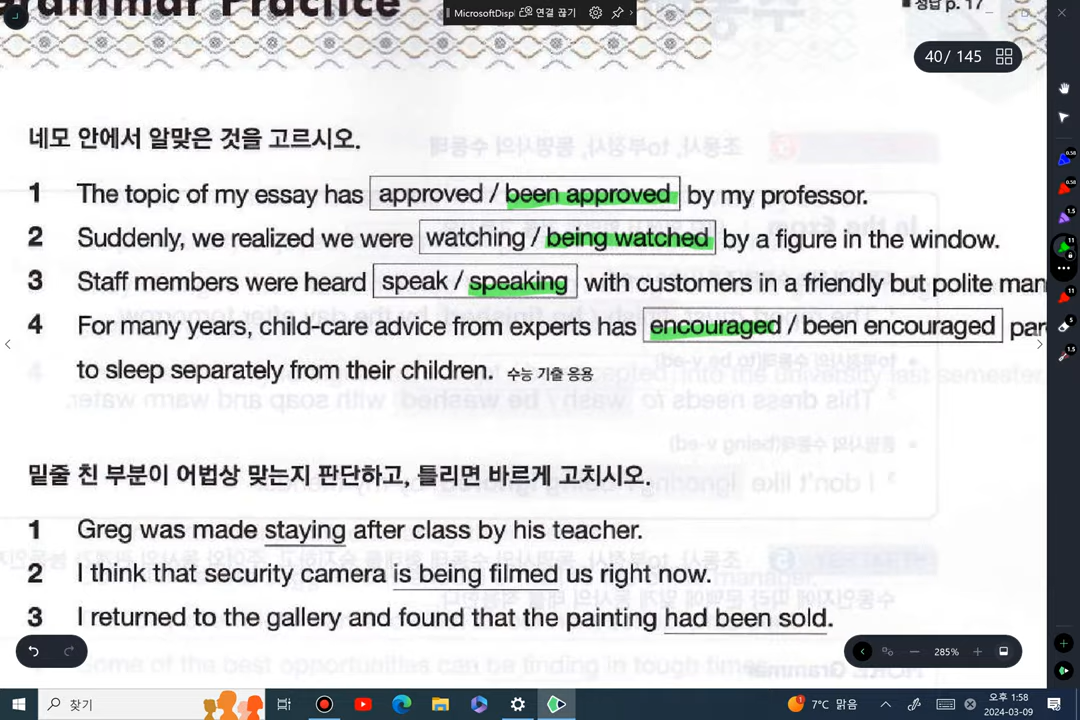 Grammar Practice
정답 p. 17
MicrosoftDisp 연결 끊기
40/ 145
네모 안에서 알맞은 것을 고르시오.
1 The topic of my essay has approved / been approved by my professor.
2 Suddenly, we realized we were watching / being watched by a figure in the window.
3 Staff members were heard speak / speaking with customers in a friendly but polite man
4 For many years, child-care advice from experts has encouraged / been encouraged par
to sleep separately from their children. 수능 기출 응용
밑줄 친 부분이 어법상 맞는지 판단하고, 틀리면 바르게 고치시오.
1 Greg was made staying after class by his teacher.
2 I think that security camera is being filmed us right now.
3 I returned to the gallery and found that the painting had been sold.
285%
찾기
7°C 맑음
오후 1:58
2024-03-09